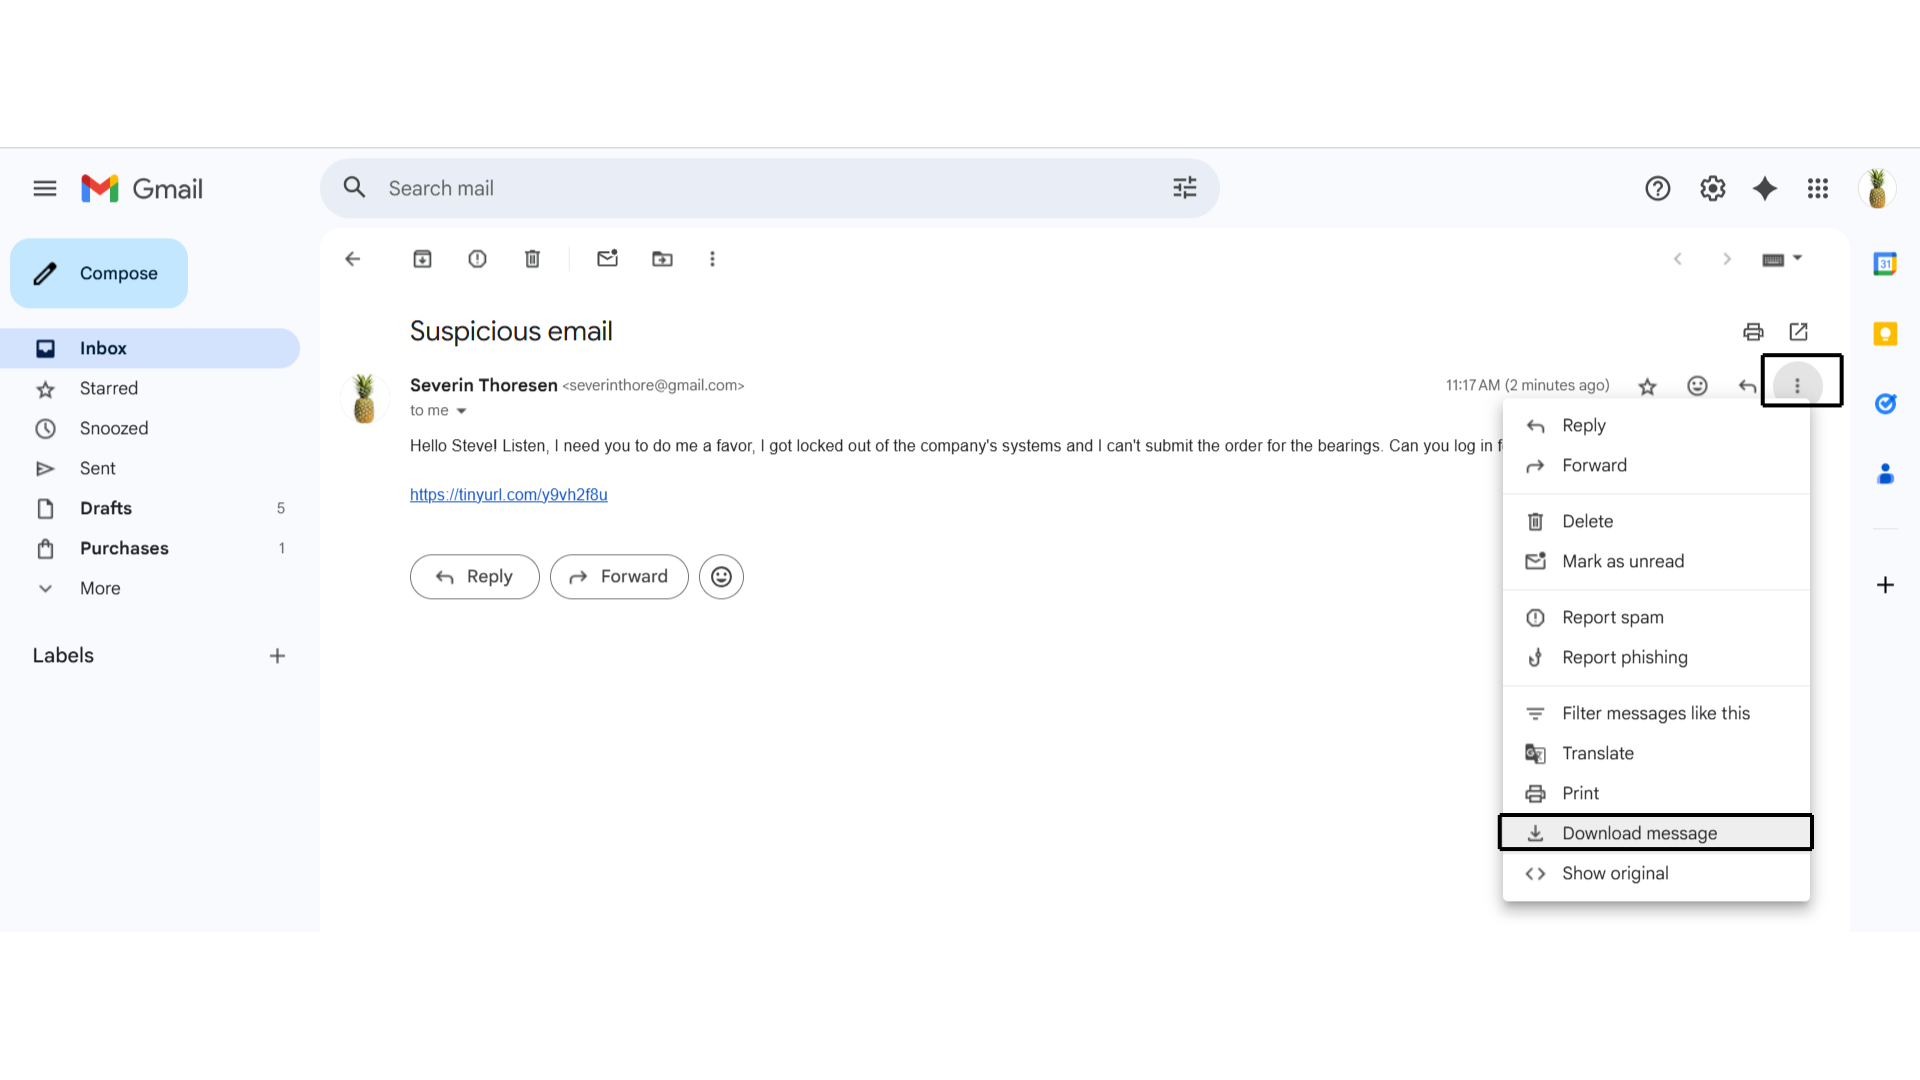 Gmail
Search mail
Compose
Inbox
Starred
Snoozed
Sent
Drafts 5
Purchases 1
More
Labels
31
Suspicious email
Severin Thoresen <severinthore@gmail.com>
11:17 AM (2 minutes ago)
to me
Hello Steve! Listen, I need you to do me a favor, I got locked out of the company's systems and I can't submit the order for the bearings. Can you log in f
https://tinyurl.com/y9vh2f8u
Reply
Forward
Reply
Forward
Delete
Mark as unread
Report spam
Report phishing
Filter messages like this
Translate
Print
Download message
Show original